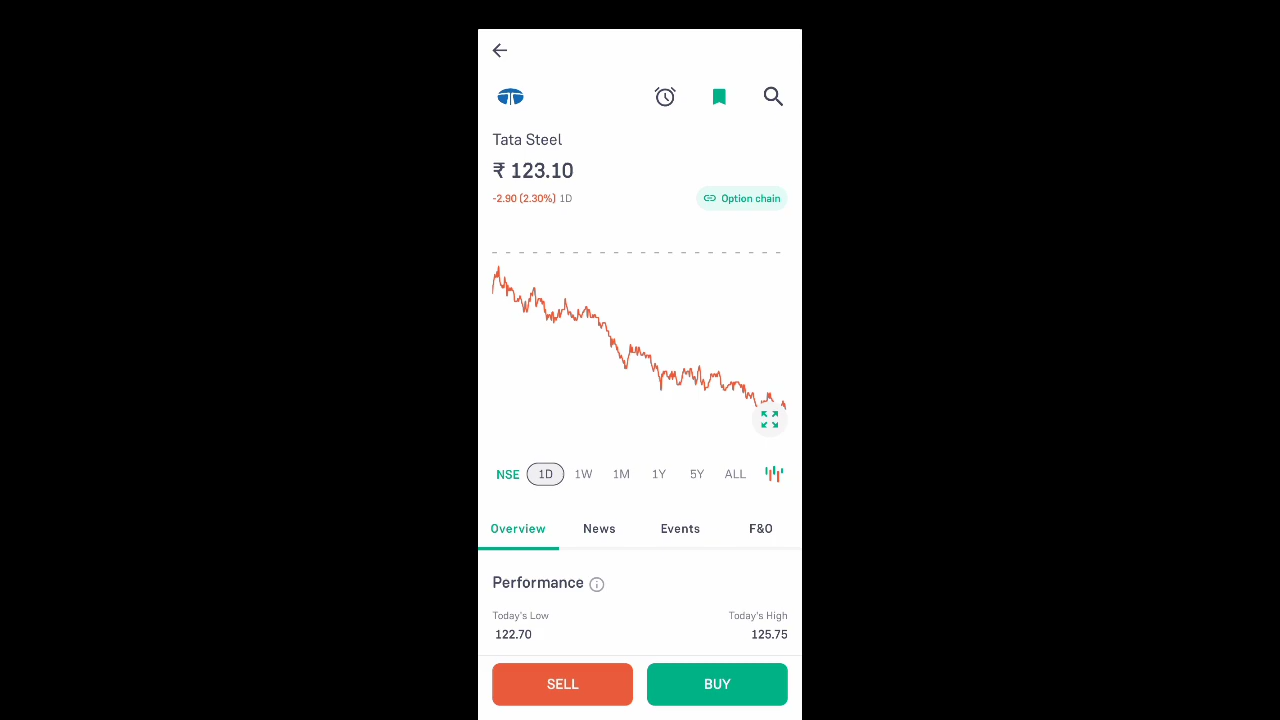 Tata Steel
₹ 123.10
-2.90 (2.30%) 1D
Option chain
NSE 1D 1W 1M 1Y 5Y ALL
Overview News Events F&O
Performance
Today's Low Today's High
122.70 125.75
SELL BUY